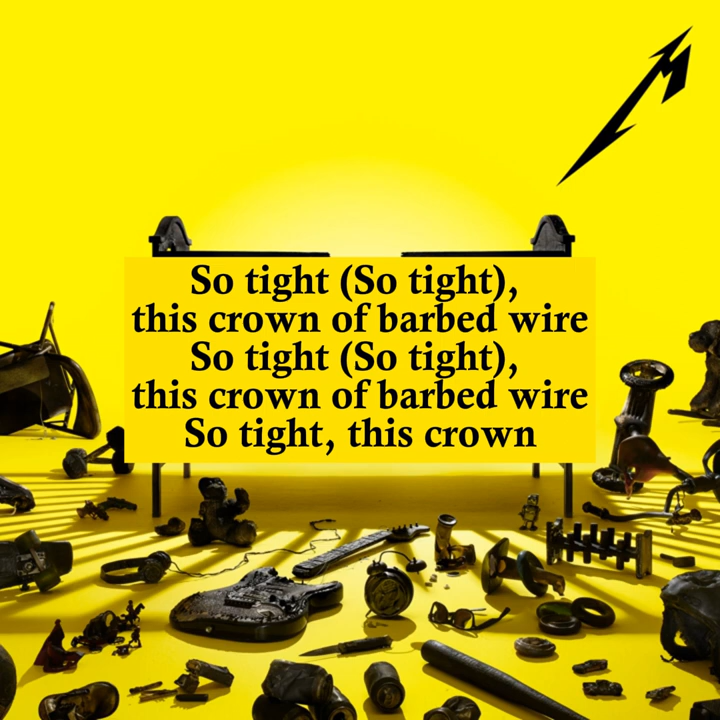 So tight (So tight),
this crown of barbed wire
So tight (So tight),
this crown of barbed wire
So tight, this crown